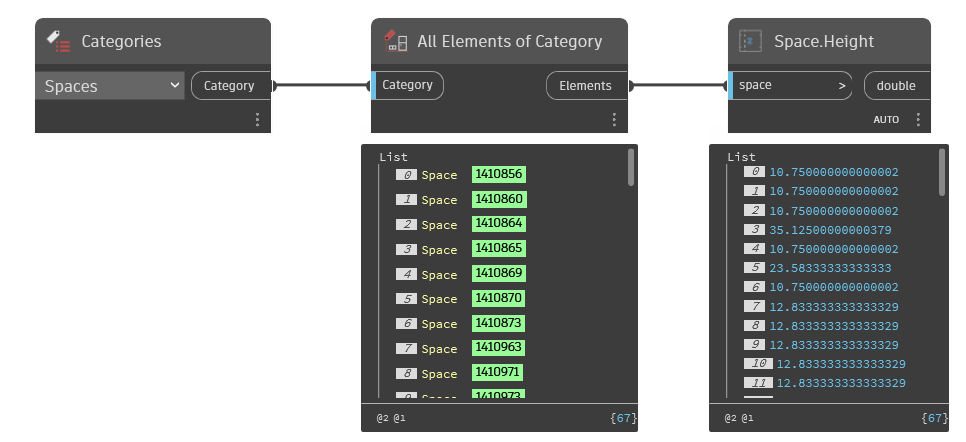 Categories
Spaces
Category
All Elements of Category
Category
Elements
Space.Height
space >
double
AUTO
List
0 Space 1410856
1 Space 1410860
2 Space 1410864
3 Space 1410865
4 Space 1410869
5 Space 1410870
6 Space 1410873
7 Space 1410963
8 Space 1410971
9 Space 1410973
@2 @1
{67}
List
0 10.750000000000002
1 10.750000000000002
2 10.750000000000002
3 35.12500000000379
4 10.750000000000002
5 23.58333333333333
6 10.750000000000002
7 12.833333333333329
8 12.833333333333329
9 12.833333333333329
10 12.833333333333329
11 12.833333333333329
@2 @1
{67}